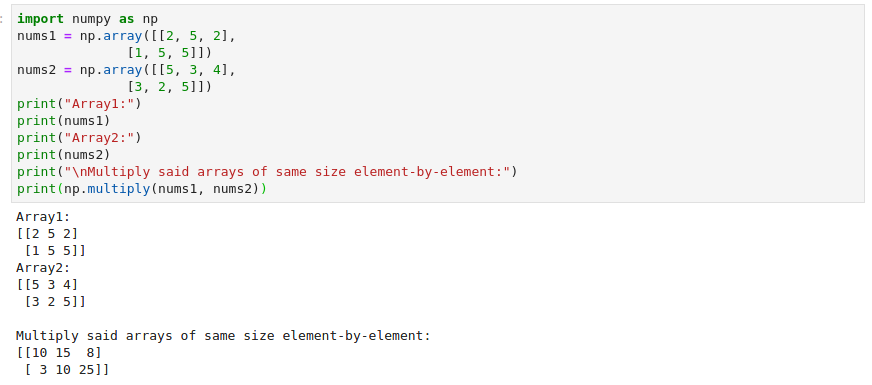 :
import numpy as np
nums1 = np.array([[2, 5, 2],
              [1, 5, 5]])
nums2 = np.array([[5, 3, 4],
              [3, 2, 5]])
print("Array1:")
print(nums1)
print("Array2:")
print(nums2)
print("\nMultiply said arrays of same size element-by-element:")
print(np.multiply(nums1, nums2))
Array1:
[[2 5 2]
 [1 5 5]]
Array2:
[[5 3 4]
 [3 2 5]]
Multiply said arrays of same size element-by-element:
[[10 15  8]
 [ 3 10 25]]